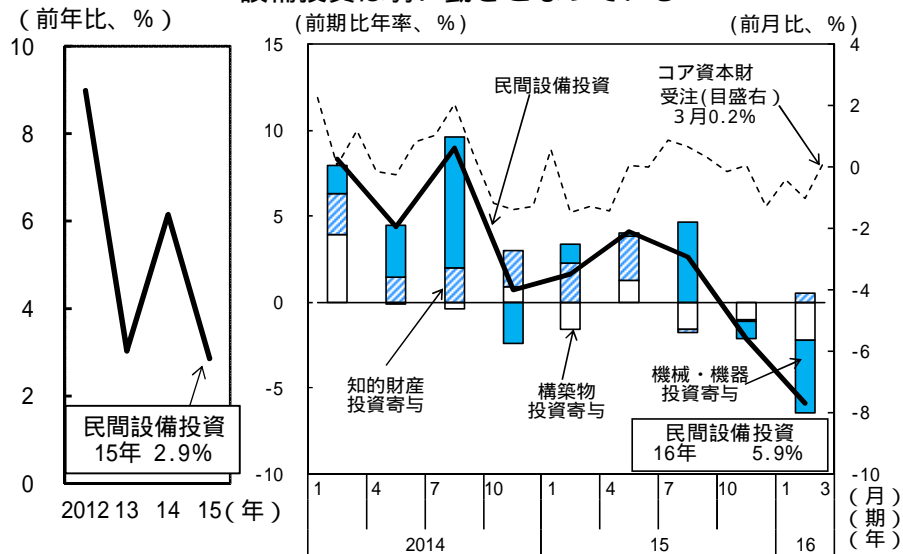 (前年比、%)
(前期比年率、%)
(前月比、%)
10
8
6
4
2
0
民間設備投資
15年 2.9%
2012 13 14 15(年)
15
10
5
0
-5
-10
4
2
0
-2
-4
-6
-8
-10
民間設備投資
コア資本財
受注(目盛右)
3月0.2%
知的財産
投資寄与
構築物
投資寄与
機械・機器
投資寄与
民間設備投資
16年 5.9%
1 4 7 10 1 4 7 10 1 3
(月)
(期)
(年)
2014 15 16